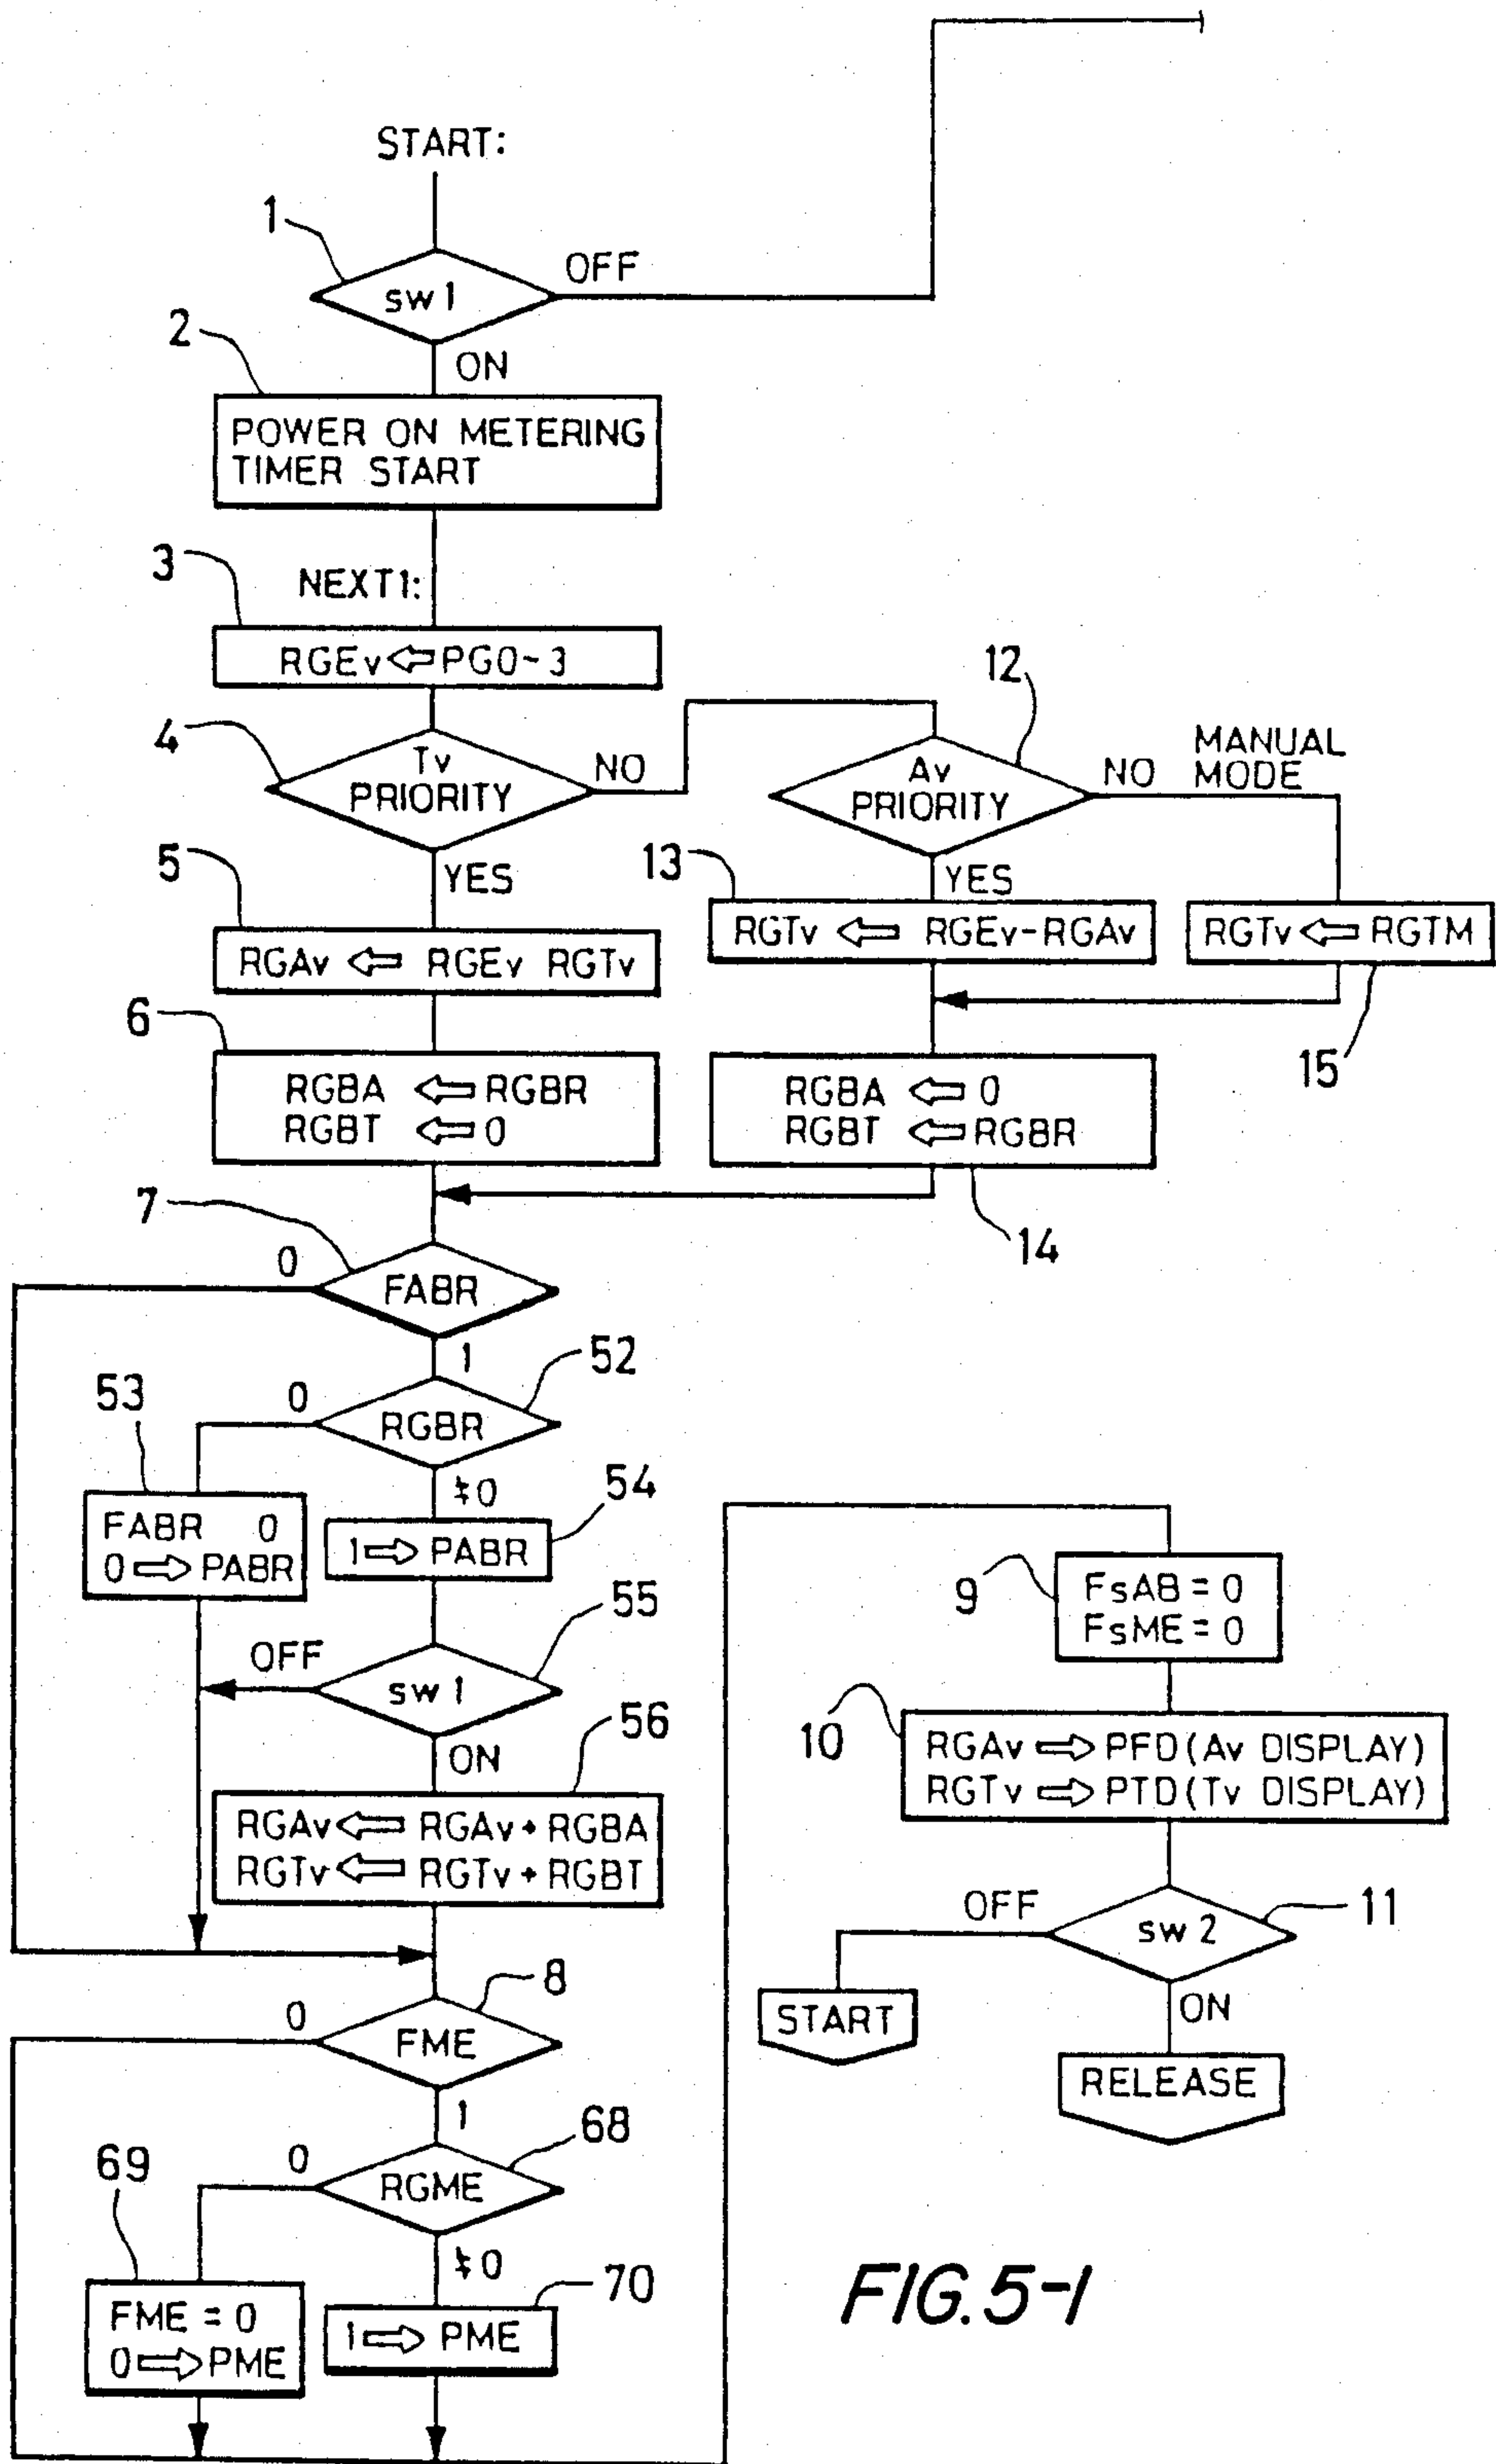 START:
1
sw 1
OFF
ON
2
POWER ON METERING
TIMER START
3
NEXT1:
RGEv⇐PG0~3
4
Tv
PRIORITY
NO
YES
12
Av
PRIORITY
NO
MANUAL
MODE
YES
5
RGAv ⇐ RGEv RGTv
13
RGTv ⇐ RGEv-RGAv
RGTv⇐RGTM
15
6
RGBA ⇐ RGBR
RGBT ⇐ 0
RGBA ⇐ 0
RGBT ⇐ RGBR
14
7
0
FABR
1
52
0
RGBR
≠0
53
FABR 0
0⇒PABR
54
1⇒PABR
55
OFF
sw 1
ON
56
RGAv⇐RGAv+RGBA
RGTv⇐RGTv+RGBT
8
0
FME
1
68
0
RGME
≠0
69
FME = 0
0⇒PME
70
1⇒PME
9
FsAB = 0
FsME = 0
10
RGAv⇒PFD(Av DISPLAY)
RGTv⇒PTD(Tv DISPLAY)
11
OFF
sw 2
ON
START
RELEASE
FIG.5-1